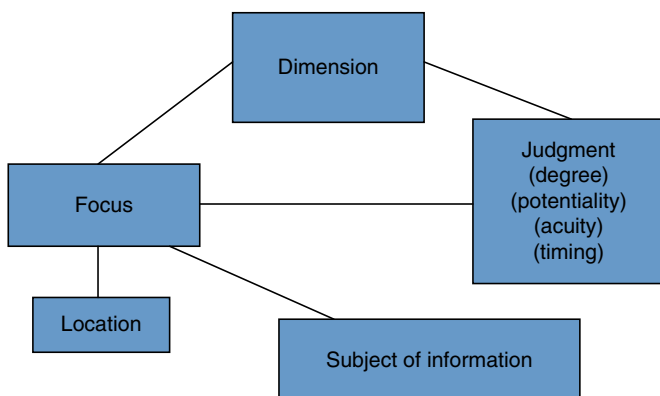 Dimension
Judgment
(degree)
(potentiality)
(acuity)
(timing)
Focus
Location
Subject of information